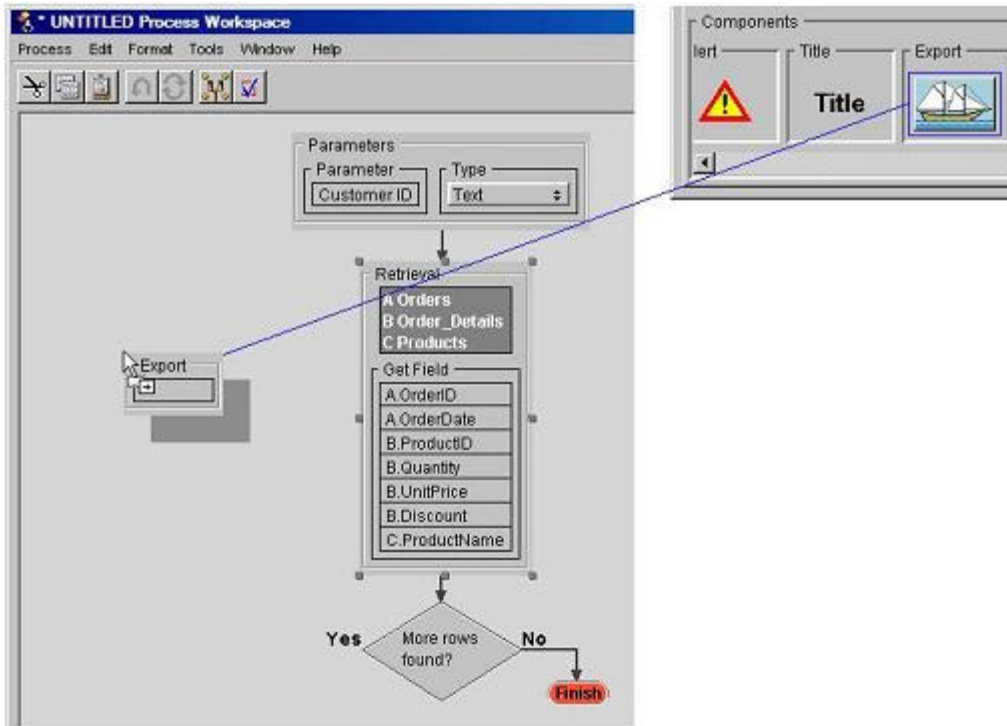 * UNTITLED Process Workspace
Process Edit Format Tools Window Help
Components
lert Title Export
Title
Parameters
Parameter Type
Customer ID Text
Retrieval
A Orders
B Order_Details
C Products
Get Field
A.OrderID
A.OrderDate
B.ProductID
B.Quantity
B.UnitPrice
B.Discount
C.ProductName
Export
Yes More rows found? No
Finish